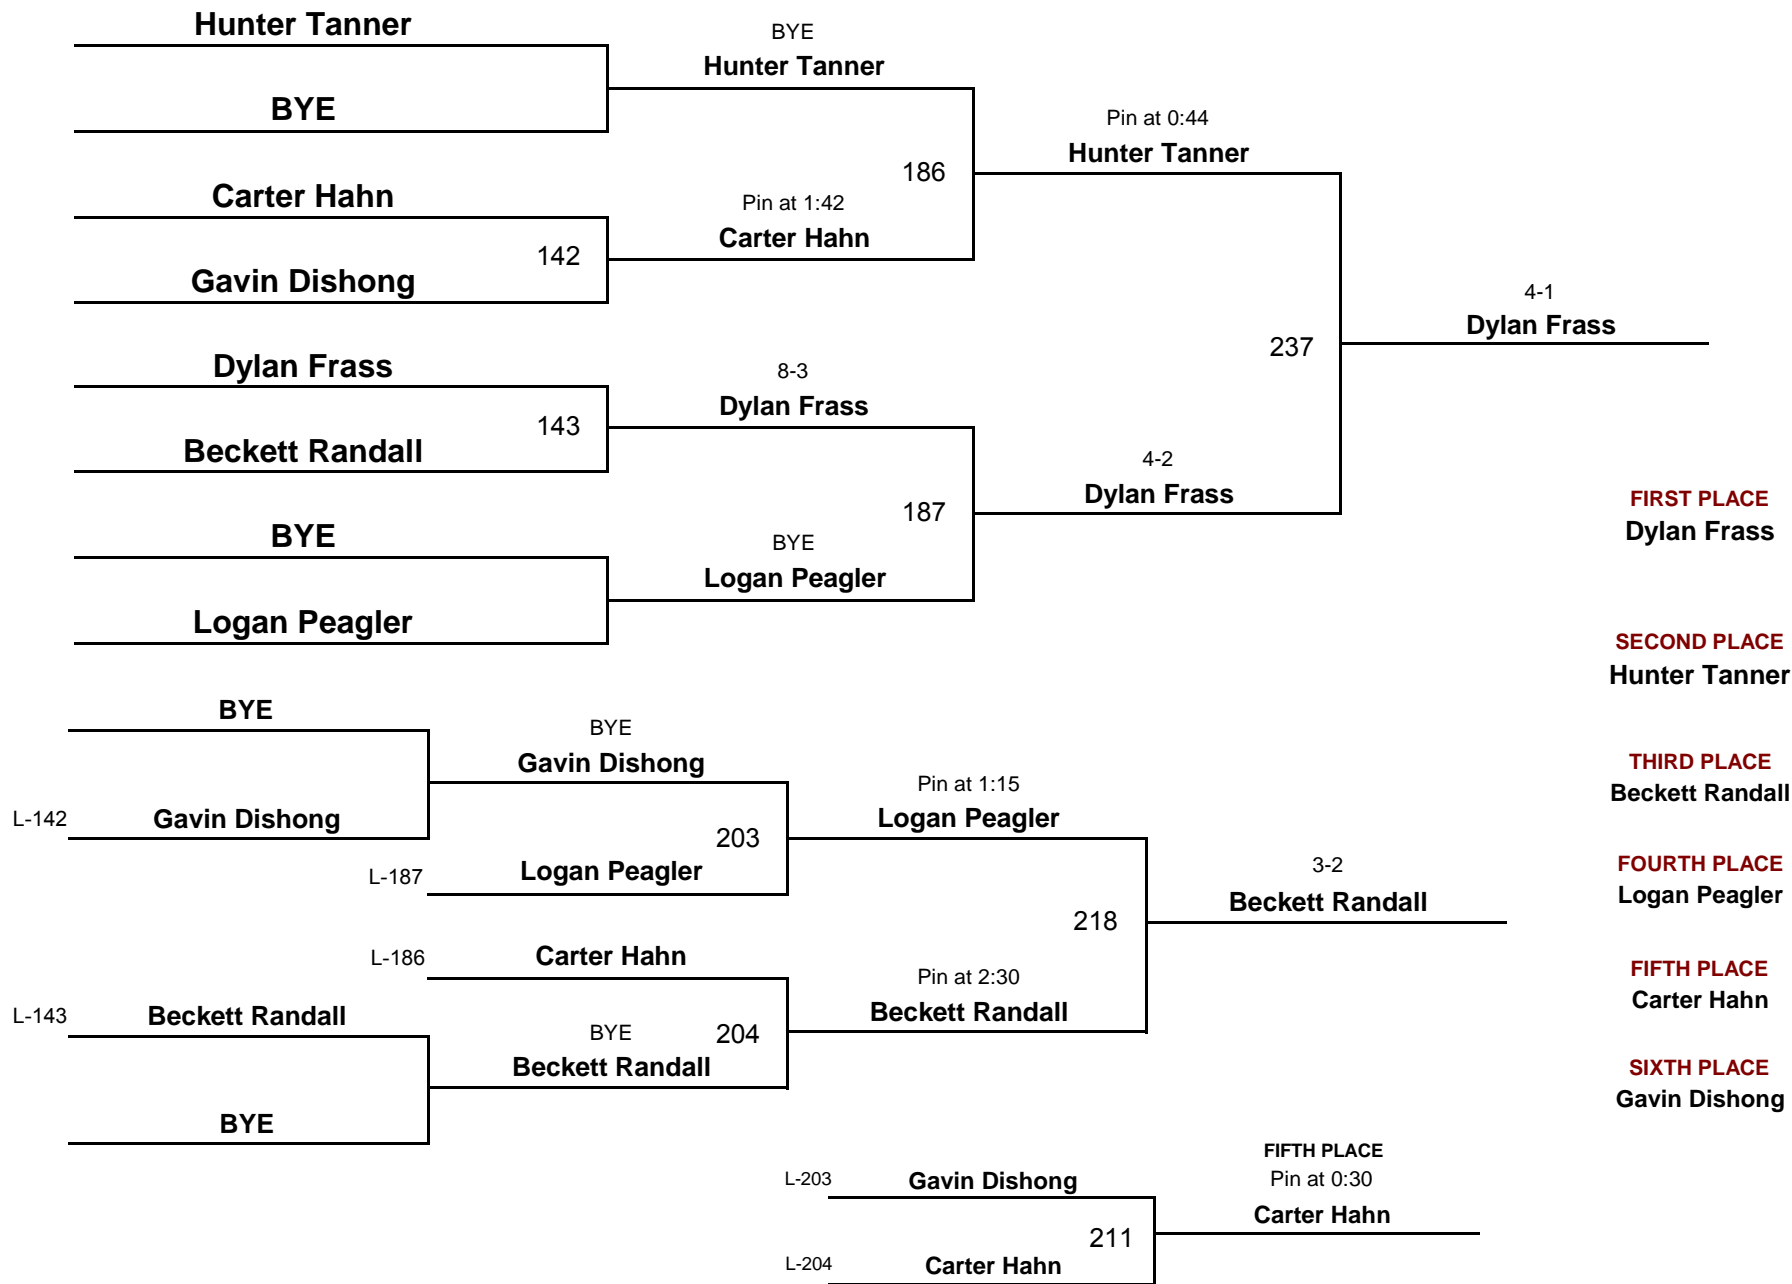 Hunter Tanner
BYE
Hunter Tanner
BYE
Pin at 0:44
Hunter Tanner
186
Carter Hahn
Pin at 1:42
Carter Hahn
142
Gavin Dishong
4-1
Dylan Frass
237
Dylan Frass
8-3
Dylan Frass
143
Beckett Randall
4-2
Dylan Frass
187
FIRST PLACE
Dylan Frass
BYE
BYE
Logan Peagler
Logan Peagler
SECOND PLACE
Hunter Tanner
BYE
BYE
Gavin Dishong
THIRD PLACE
Beckett Randall
Pin at 1:15
Logan Peagler
L-142
Gavin Dishong
203
L-187
Logan Peagler
3-2
Beckett Randall
FOURTH PLACE
Logan Peagler
218
L-186
Carter Hahn
Pin at 2:30
Beckett Randall
FIFTH PLACE
Carter Hahn
L-143
Beckett Randall
BYE
204
Beckett Randall
SIXTH PLACE
Gavin Dishong
BYE
FIFTH PLACE
L-203
Gavin Dishong
Pin at 0:30
Carter Hahn
211
L-204
Carter Hahn